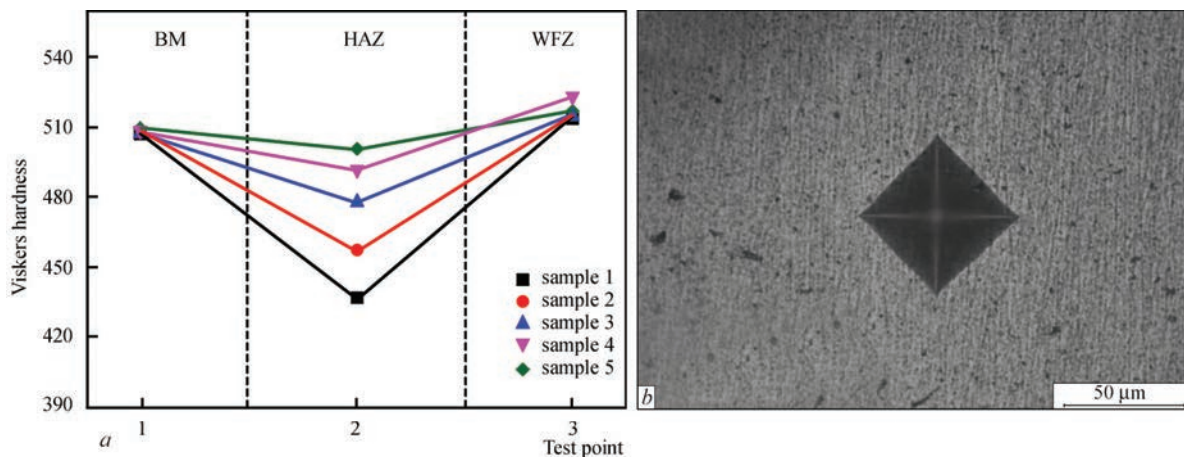 BM HAZ WFZ
540
510
480
450
420
390
Viskers hardness
sample 1
sample 2
sample 3
sample 4
sample 5
a 1 2 3
Test point
b
50 μm